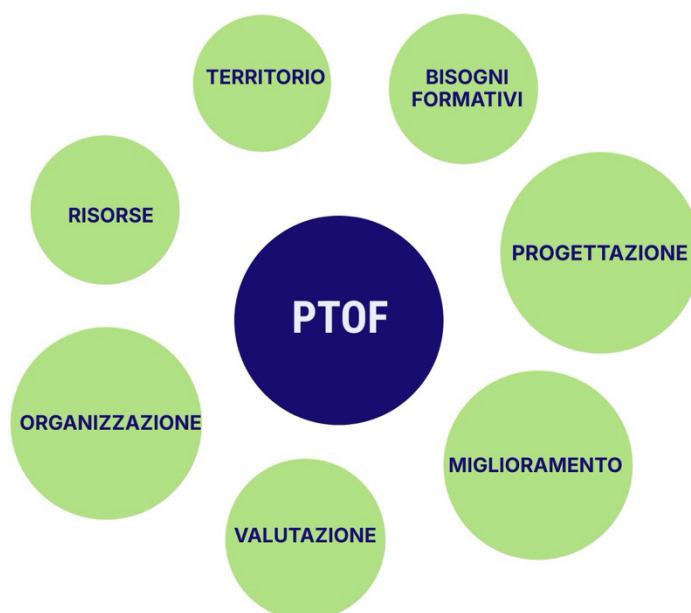 TERRITORIO
BISOGNI
FORMATIVI
RISORSE
PROGETTAZIONE
PTOF
ORGANIZZAZIONE
MIGLIORAMENTO
VALUTAZIONE